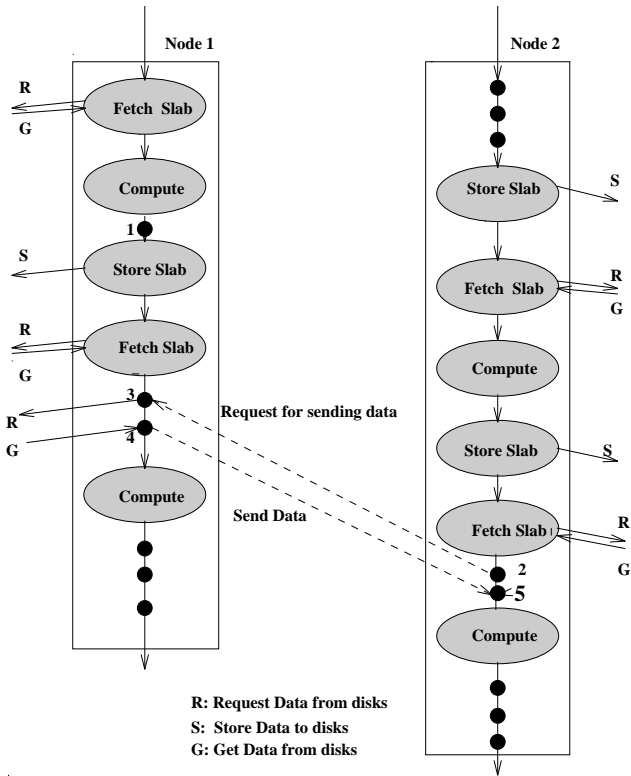 Node 1
R
G
Fetch Slab
Compute
1
S
Store Slab
R
G
Fetch Slab
3
R
G
4
Compute
Node 2
Store Slab
S
Fetch Slab
R
G
Compute
Store Slab
S
Fetch Slab
R
G
2
5
Compute
Request for sending data
Send Data
R: Request Data from disks
S: Store Data to disks
G: Get Data from disks